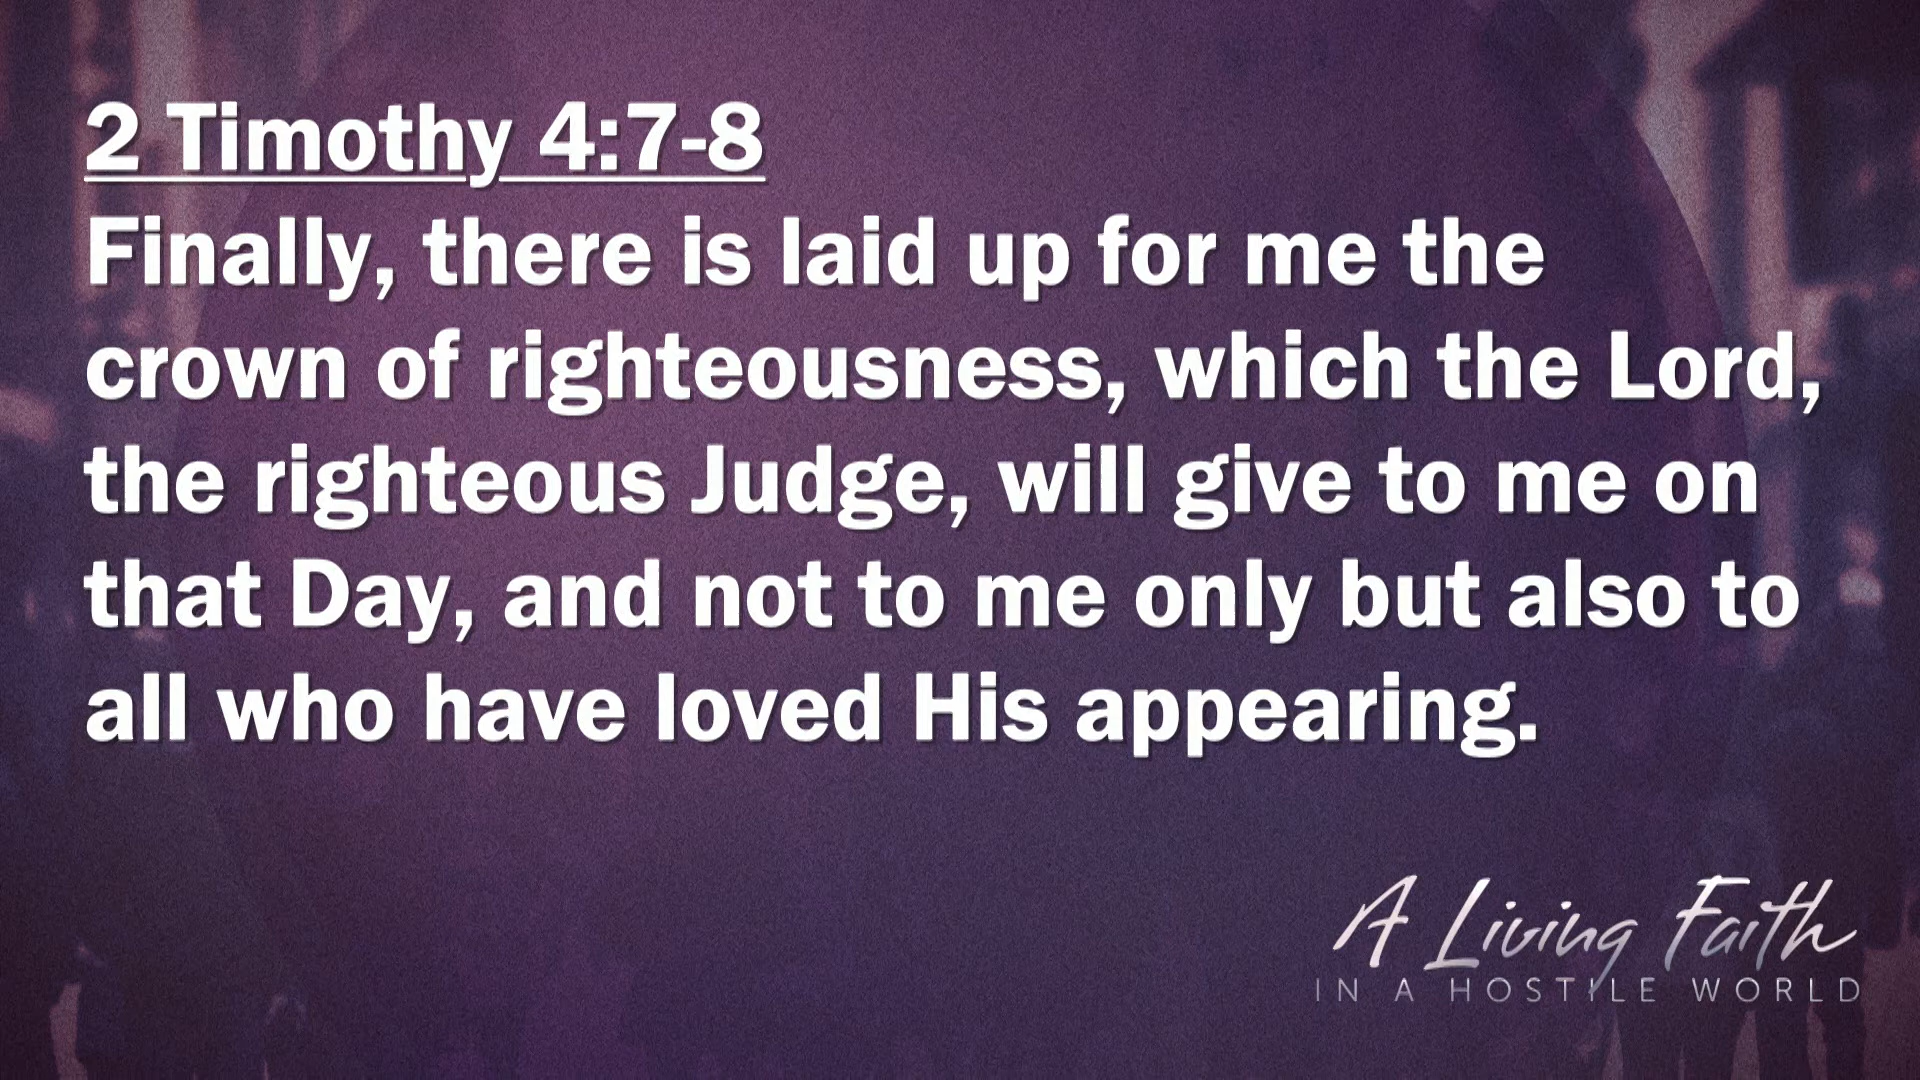 2 Timothy 4:7-8
Finally, there is laid up for me the
crown of righteousness, which the Lord,
the righteous Judge, will give to me on
that Day, and not to me only but also to
all who have loved His appearing.
A Living Faith
IN A HOSTILE WORLD